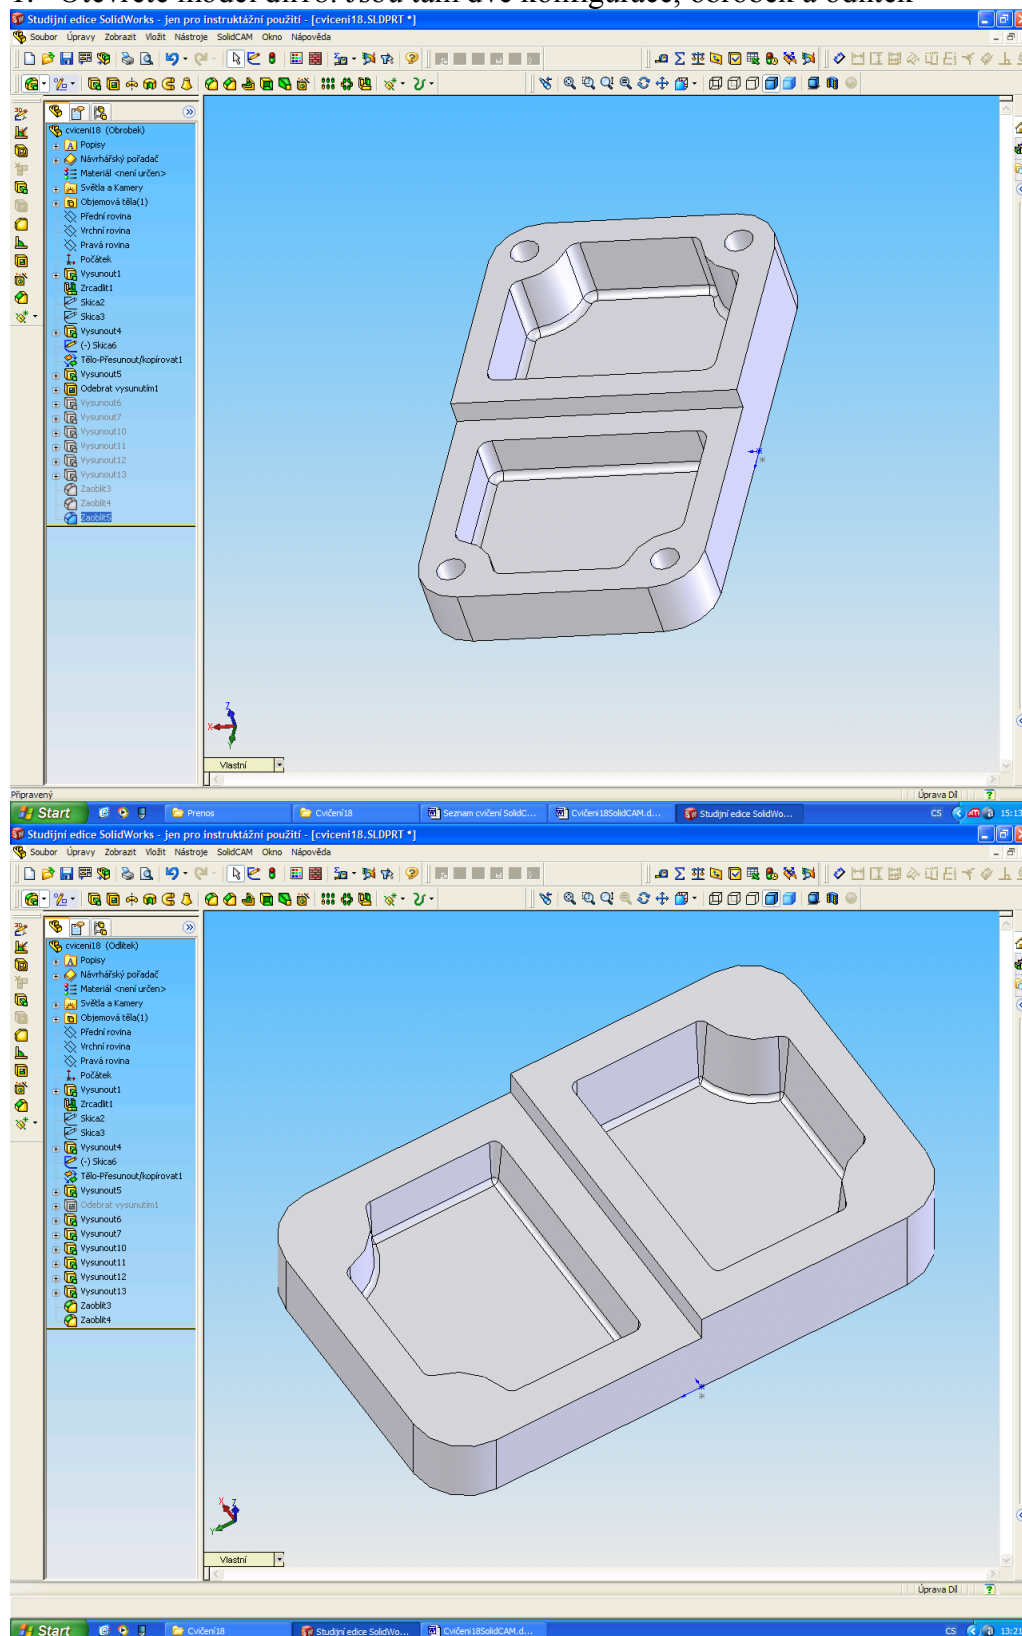 Studijní edice SolidWorks - jen pro instruktážní použití - [cviceni18.SLDPRT *]
Soubor Úpravy Zobrazit Vložit Nástroje SolidCAM Okno Nápověda
cviceni18 (Obrobek)
Popisy
Návrhářský pořadač
Materiál <není určen>
Světla a Kamery
Objemová těla(1)
Přední rovina
Vrchní rovina
Pravá rovina
Počátek
Vysunout1
Zrcadlit1
Skica2
Skica3
Vysunout4
(-) Skica6
Tělo-Přesunout/kopírovat1
Vysunout5
Odebrat vysunutím1
Vysunout6
Vysunout7
Vysunout10
Vysunout11
Vysunout12
Vysunout13
Zaoblit3
Zaoblit4
Zaoblit5
Z
X
Y
Vlastní
Připravený
Úprava Díl
Start
Prenos
Cvičení18
Seznam cvičení SolidC...
Cvičeni18SolidCAM.d...
Studijní edice SolidWo...
CS
15:13
Studijní edice SolidWorks - jen pro instruktážní použití - [cviceni18.SLDPRT *]
Soubor Úpravy Zobrazit Vložit Nástroje SolidCAM Okno Nápověda
cviceni18 (Odlitek)
Popisy
Návrhářský pořadač
Materiál <není určen>
Světla a Kamery
Objemová těla(1)
Přední rovina
Vrchní rovina
Pravá rovina
Počátek
Vysunout1
Zrcadlit1
Skica2
Skica3
Vysunout4
(-) Skica6
Tělo-Přesunout/kopírovat1
Vysunout5
Odebrat vysunutím1
Vysunout6
Vysunout7
Vysunout10
Vysunout11
Vysunout12
Vysunout13
Zaoblit3
Zaoblit4
X
Z
Y
Vlastní
Úprava Díl
Start
Cvičení18
Studijní edice SolidWo...
Cvičeni18SolidCAM.d...
CS
13:21